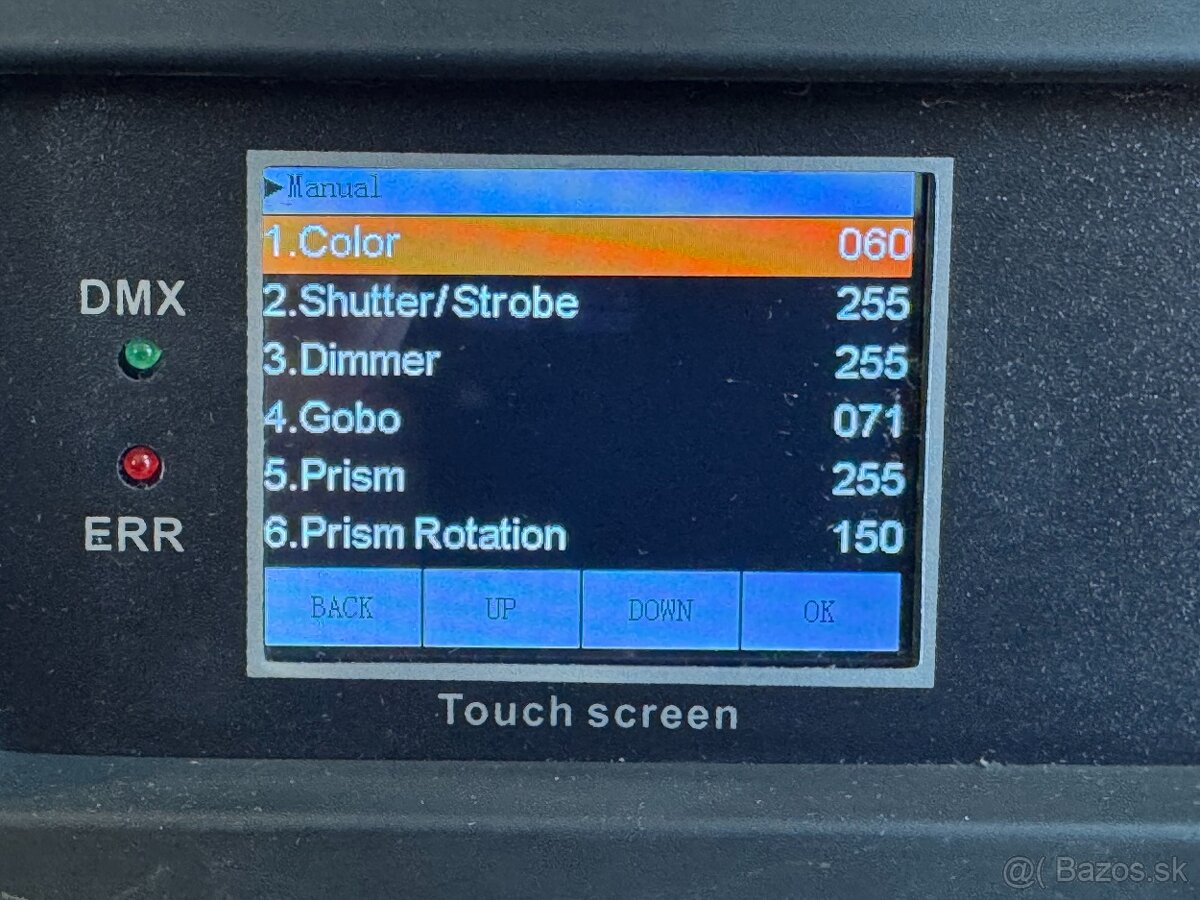 Manual
1.Color 060
2.Shutter/Strobe 255
DMX
3.Dimmer 255
4.Gobo 071
5.Prism 255
ERR
6.Prism Rotation 150
BACK UP DOWN OK
Touch screen
@( Bazos.sk